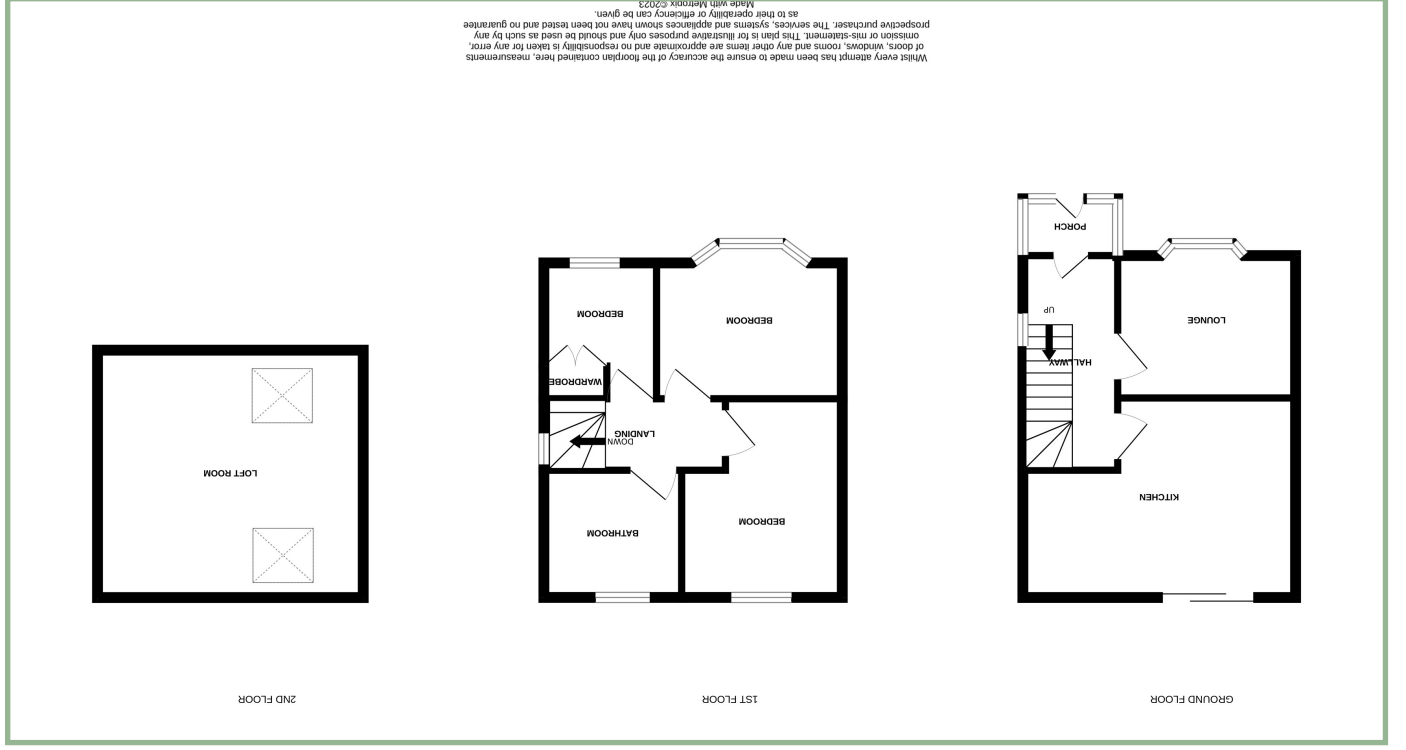 GROUND FLOOR
1ST FLOOR
2ND FLOOR
KITCHEN
HALLWAY
UP
LOUNGE
PORCH
BEDROOM
BATHROOM
DOWN
LANDING
WARDROBE
BEDROOM
BEDROOM
LOFT ROOM
Whilst every attempt has been made to ensure the accuracy of the floorplan contained here, measurements
of doors, windows, rooms and any other items are approximate and no responsibility is taken for any error,
omission or mis-statement. This plan is for illustrative purposes only and should be used as such by any
prospective purchaser. The services, systems and appliances shown have not been tested and no guarantee
as to their operability or efficiency can be given.
Made with Metropix ©2023